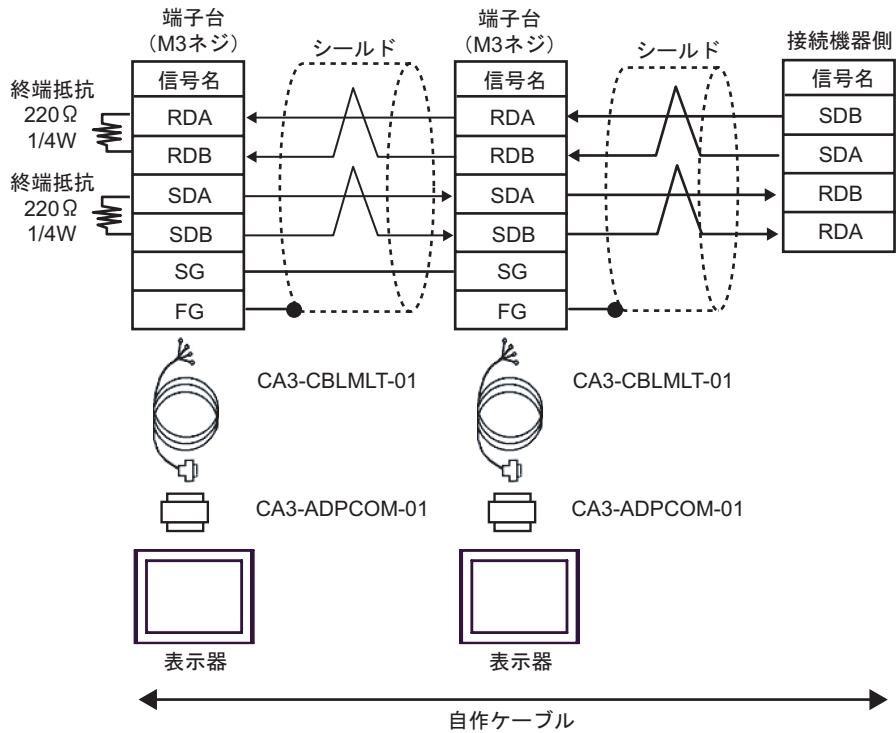 端子台
(M3ネジ)
シールド
端子台
(M3ネジ)
シールド
接続機器側
終端抵抗
220Ω
1/4W
終端抵抗
220Ω
1/4W
信号名
RDA
RDB
SDA
SDB
SG
FG
信号名
RDA
RDB
SDA
SDB
SG
FG
信号名
SDB
SDA
RDB
RDA
CA3-CBLMLT-01
CA3-CBLMLT-01
CA3-ADPCOM-01
CA3-ADPCOM-01
表示器
表示器
自作ケーブル